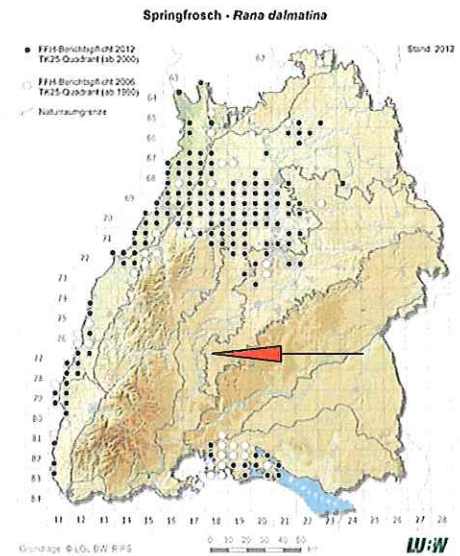 Springfrosch - Rana dalmatina
FFH-Berichtspflicht 2012
TK25-Quadrant (ab 2000)
FFH-Berichtspflicht 2006
TK25-Quadrant (ab 1990)
Naturraumgrenze
Stand: 2012
63
64
65
66
67
68
69
70
71
72
73
74
75
76
77
78
79
80
81
82
83
84
11 12 13 14 15 16 17 18 19 20 21 22 23 24 25 26 27 28
0 10 20 30 40 50
Grundlage: © LGL BW, RIPS
LU:W